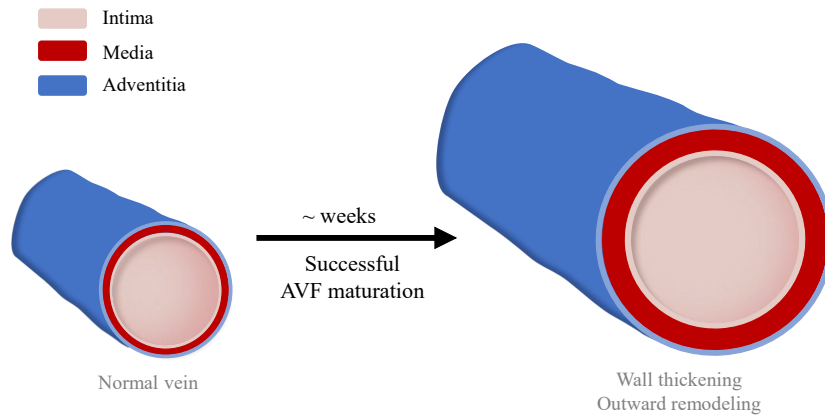 Intima
Media
Adventitia
~ weeks
Successful
AVF maturation
Normal vein
Wall thickening
Outward remodeling